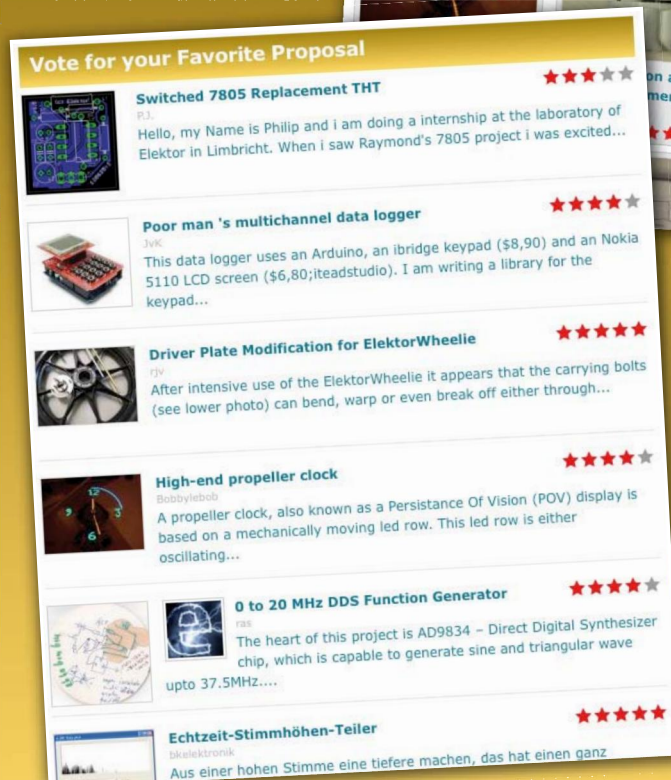 Vote for your Favorite Proposal
Switched 7805 Replacement THT
P.J.
Hello, my Name is Philip and i am doing a internship at the laboratory of
Elektor in Limbricht. When i saw Raymond's 7805 project i was excited...
Poor man 's multichannel data logger
JvK
This data logger uses an Arduino, an ibridge keypad ($8,90) and an Nokia
5110 LCD screen ($6,80;iteadstudio). I am writing a library for the
keypad...
Driver Plate Modification for ElektorWheelie
rjv
After intensive use of the ElektorWheelie it appears that the carrying bolts
(see lower photo) can bend, warp or even break off either through...
High-end propeller clock
Bobbylebob
A propeller clock, also known as a Persistance Of Vision (POV) display is
based on a mechanically moving led row. This led row is either
oscillating...
12
9
3
6
0 to 20 MHz DDS Function Generator
ras
The heart of this project is AD9834 – Direct Digital Synthesizer
chip, which is capable to generate sine and triangular wave
upto 37.5MHz....
Echtzeit-Stimmhöhen-Teiler
bkelektronik
Aus einer hohen Stimme eine tiefere machen, das hat einen ganz
on a